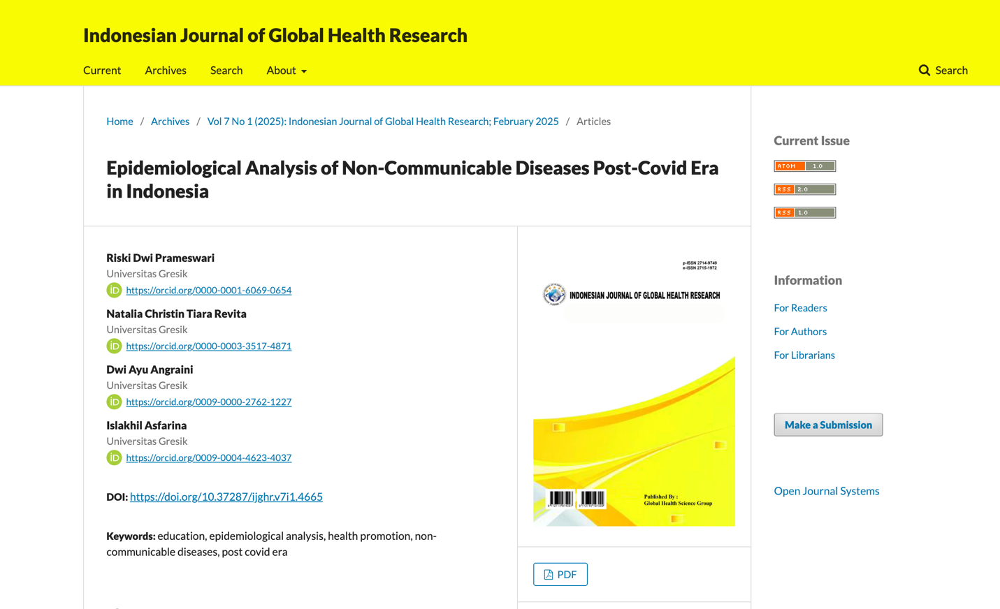 Indonesian Journal of Global Health Research
Current Archives Search About
Search
Home / Archives / Vol 7 No 1 (2025): Indonesian Journal of Global Health Research; February 2025 / Articles
Epidemiological Analysis of Non-Communicable Diseases Post-Covid Era
in Indonesia
Riski Dwi Prameswari
Universitas Gresik
iD https://orcid.org/0000-0001-6069-0654
Natalia Christin Tiara Revita
Universitas Gresik
iD https://orcid.org/0000-0003-3517-4871
Dwi Ayu Angraini
Universitas Gresik
iD https://orcid.org/0009-0000-2762-1227
Islakhil Asfarina
Universitas Gresik
iD https://orcid.org/0009-0004-4623-4037
DOI: https://doi.org/10.37287/ijghr.v7i1.4665
Keywords: education, epidemiological analysis, health promotion, non-
communicable diseases, post covid era
p-ISSN 2714-9749
e-ISSN 2715-1972
INDONESIAN JOURNAL OF GLOBAL HEALTH RESEARCH
Published By :
Global Health Science Group
PDF
Current Issue
ATOM 1.0
RSS 2.0
RSS 1.0
Information
For Readers
For Authors
For Librarians
Make a Submission
Open Journal Systems